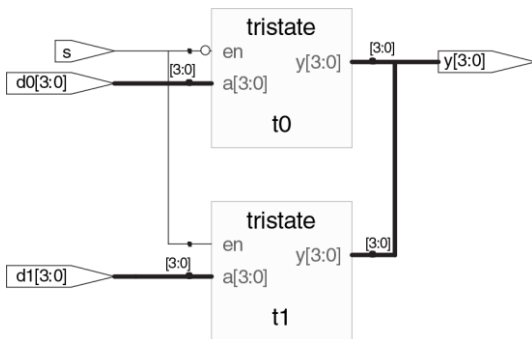 tristate
s
en
[3:0]
y[3:0]
[3:0]
y[3:0]
d0[3:0]
a[3:0]
t0
tristate
en
y[3:0]
[3:0]
d1[3:0]
[3:0]
a[3:0]
t1